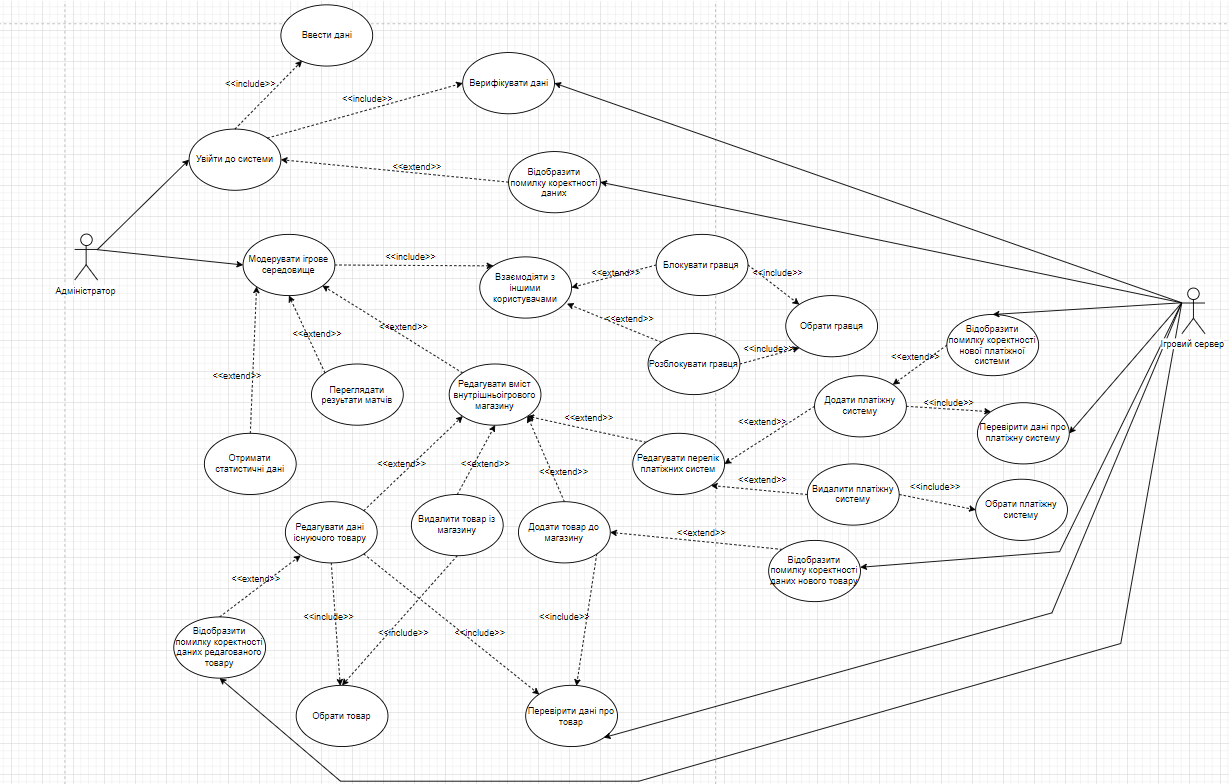 Ввести дані
<<include>>
Верифікувати дані
<<include>>
Увійти до системи
<<extend>>
Відобразити
помилку коректності
даних
Адміністратор
Модерувати ігрове
середовище
<<include>>
Взаємодіяти з
іншими
користувачами
<<extend>>
Блокувати гравця
<<include>>
Обрати гравця
<<extend>>
Розблокувати гравця
<<include>>
Ігровий сервер
Відобразити
помилку коректності
нової платіжної
системи
<<extend>>
<<extend>>
<<extend>>
<<extend>>
Переглядати
резуьтати матчів
Редагувати вміст
внутрішньоігрового
магазину
Додати платіжну
систему
<<include>>
Перевірити дані про
платіжну систему
<<extend>>
<<extend>>
Отримати
статистичні дані
<<extend>>
<<extend>>
<<extend>>
Редагувати перелік
платіжних систем
<<extend>>
Видалити платіжну
систему
<<include>>
Обрати платіжну
систему
Редагувати дані
існуючого товару
Видалити товар із
магазину
Додати товар до
магазину
<<extend>>
Відобразити
помилку коректності
даних нового товару
<<extend>>
<<include>>
<<include>>
<<include>>
<<include>>
Відобразити
помилку коректності
даних редагованого
товару
Обрати товар
Перевірити дані про
товар